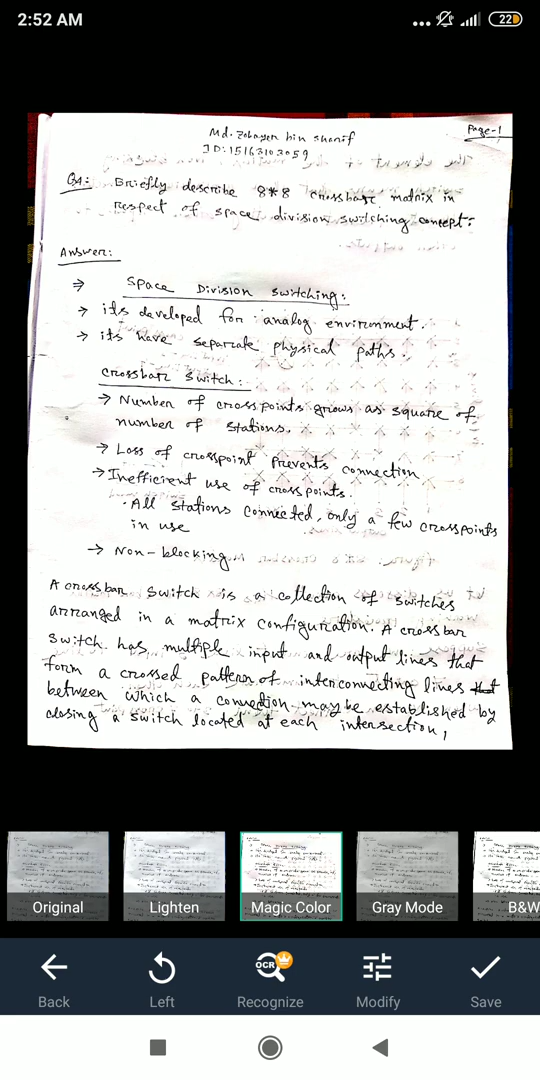 2:52 AM
22
Page-1
Md. Zobayer bin Sharif
ID: 15163103059
Q1: Briefly describe 8*8 crossbar matrix in
respect of space division switching concept:
Answer:
⇒ Space Division Switching:
→ its developed for analog environment.
→ its have separate physical paths.
Crossbar Switch:
→ Number of crosspoints grows as square of
number of stations.
→ Loss of crosspoint prevents connection
→ Inefficient use of crosspoints.
· All stations connected, only a few crosspoints
in use
→ Non-blocking
A crossbar switch is a collection of switches
arranged in a matrix configuration. A crossbar
switch has multiple input and output lines that
form a crossed pattern of interconnecting lines that
between which a connection may be established by
closing a switch located at each intersection,
Original
Lighten
Magic Color
Gray Mode
B&W
OCR
Back
Left
Recognize
Modify
Save